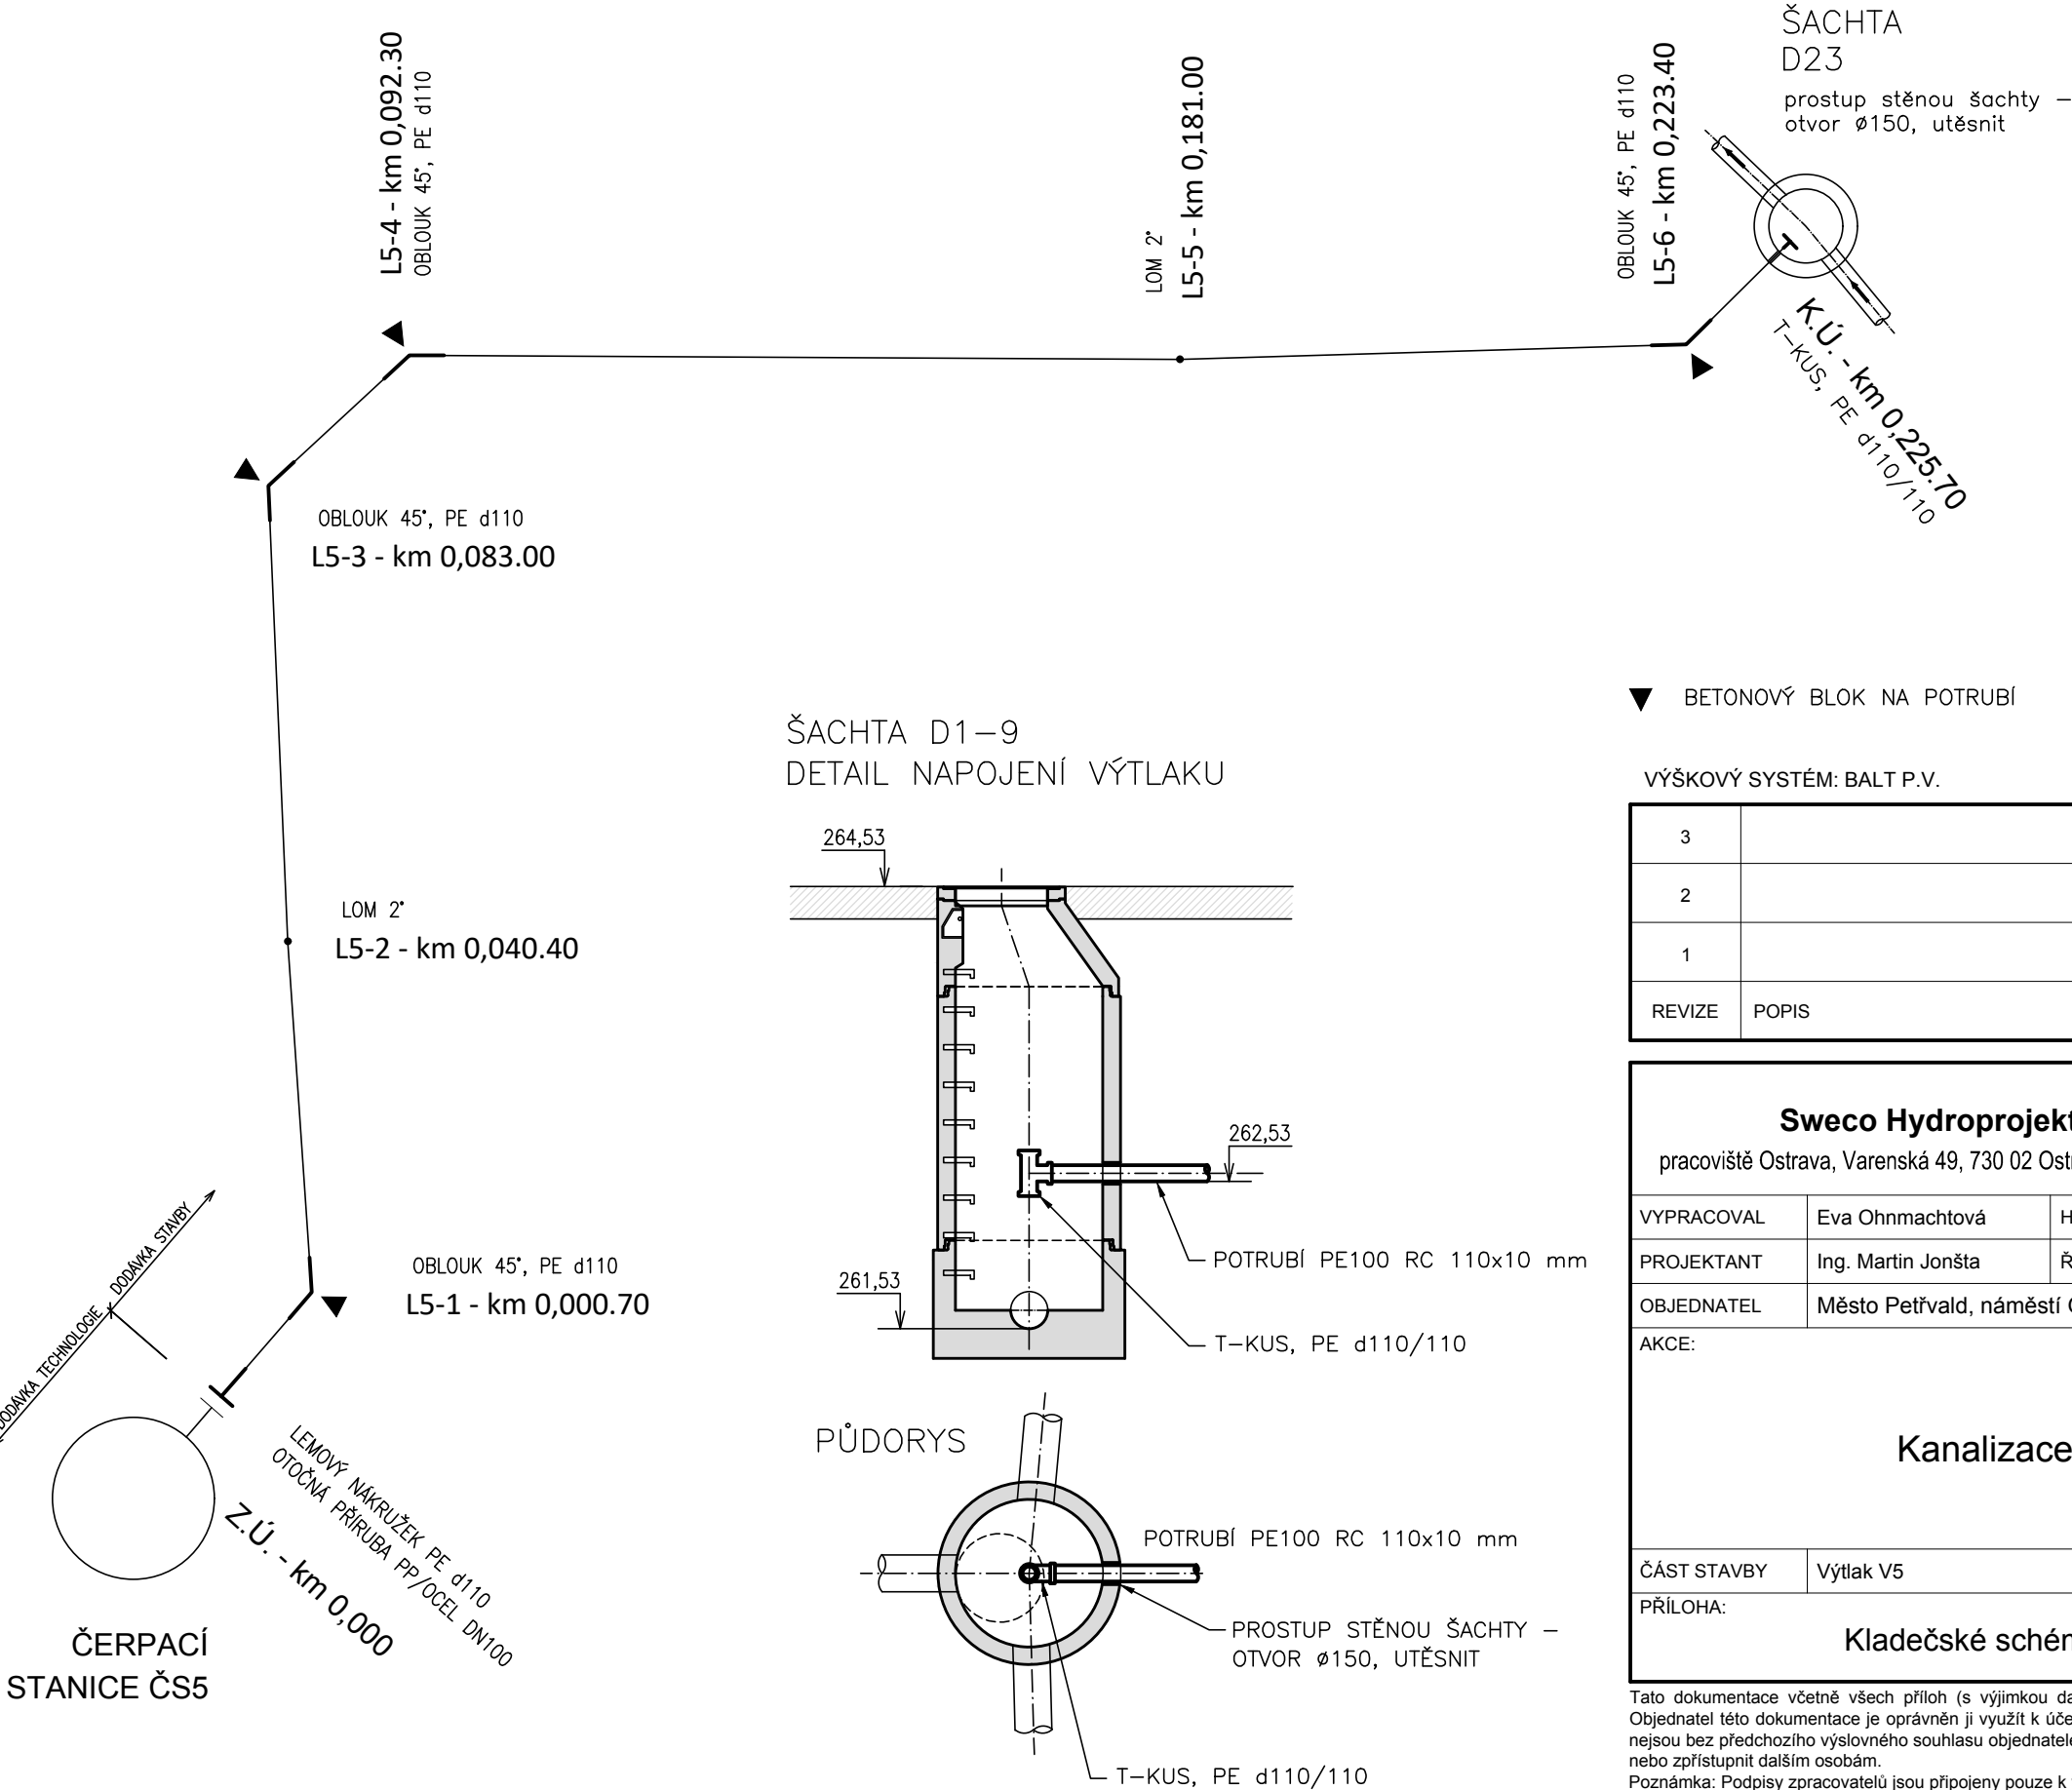 ŠACHTA
D23
prostup stěnou šachty –
otvor ø150, utěsnit
L5-4 - km 0,092.30
OBLOUK 45°, PE d110
LOM 2°
L5-5 - km 0,181.00
OBLOUK 45°, PE d110
L5-6 - km 0,223.40
K.Ú. - km 0,225.70
T–KUS, PE d110/110
OBLOUK 45°, PE d110
L5-3 - km 0,083.00
LOM 2°
L5-2 - km 0,040.40
OBLOUK 45°, PE d110
L5-1 - km 0,000.70
DODÁVKA TECHNOLOGIE
DODÁVKA STAVBY
LEMOVÝ NÁKRUŽEK PE d110
OTOČNÁ PŘÍRUBA PP/OCEL DN100
Z.Ú. - km 0,000
ČERPACÍ
STANICE ČS5
ŠACHTA D1–9
DETAIL NAPOJENÍ VÝTLAKU
264,53
262,53
261,53
POTRUBÍ PE100 RC 110x10 mm
T–KUS, PE d110/110
PŮDORYS
POTRUBÍ PE100 RC 110x10 mm
PROSTUP STĚNOU ŠACHTY –
OTVOR ø150, UTĚSNIT
T–KUS, PE d110/110
BETONOVÝ BLOK NA POTRUBÍ
VÝŠKOVÝ SYSTÉM: BALT P.V.
3
2
1
REVIZE POPIS
Sweco Hydroprojekt
pracoviště Ostrava, Varenská 49, 730 02
VYPRACOVAL Eva Ohnmachtová
PROJEKTANT Ing. Martin Jonšta
OBJEDNATEL Město Petřvald, náměstí
AKCE:
Kanalizace
ČÁST STAVBY Výtlak V5
PŘÍLOHA:
Kladečské
Tato dokumentace včetně všech příloh (s výjimkou
Objednatel této dokumentace je oprávněn ji využít k
nejsou bez předchozího výslovného souhlasu
nebo zpřístupnit dalším osobám.
Poznámka: Podpisy zpracovatelů jsou připojeny pouze k